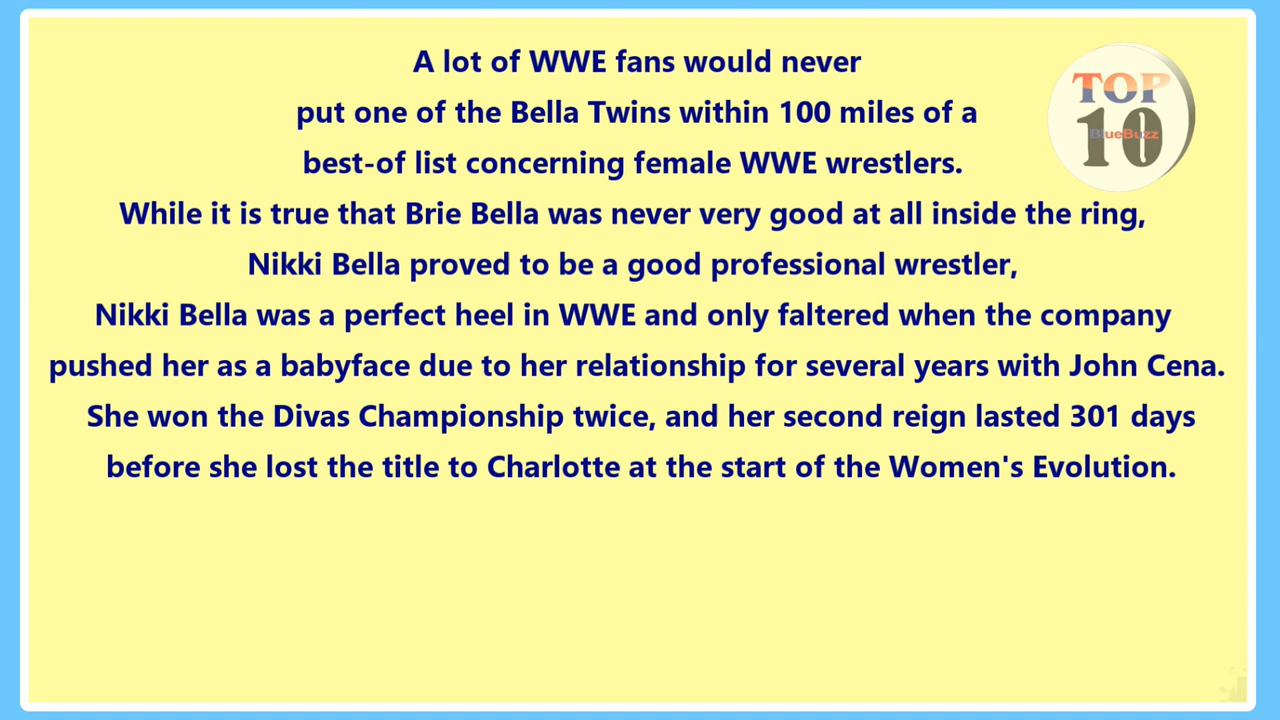 A lot of WWE fans would never
put one of the Bella Twins within 100 miles of a
best-of list concerning female WWE wrestlers.
While it is true that Brie Bella was never very good at all inside the ring,
Nikki Bella proved to be a good professional wrestler,
Nikki Bella was a perfect heel in WWE and only faltered when the company
pushed her as a babyface due to her relationship for several years with John Cena.
She won the Divas Championship twice, and her second reign lasted 301 days
before she lost the title to Charlotte at the start of the Women's Evolution.
TOP
10
BlueBuzz